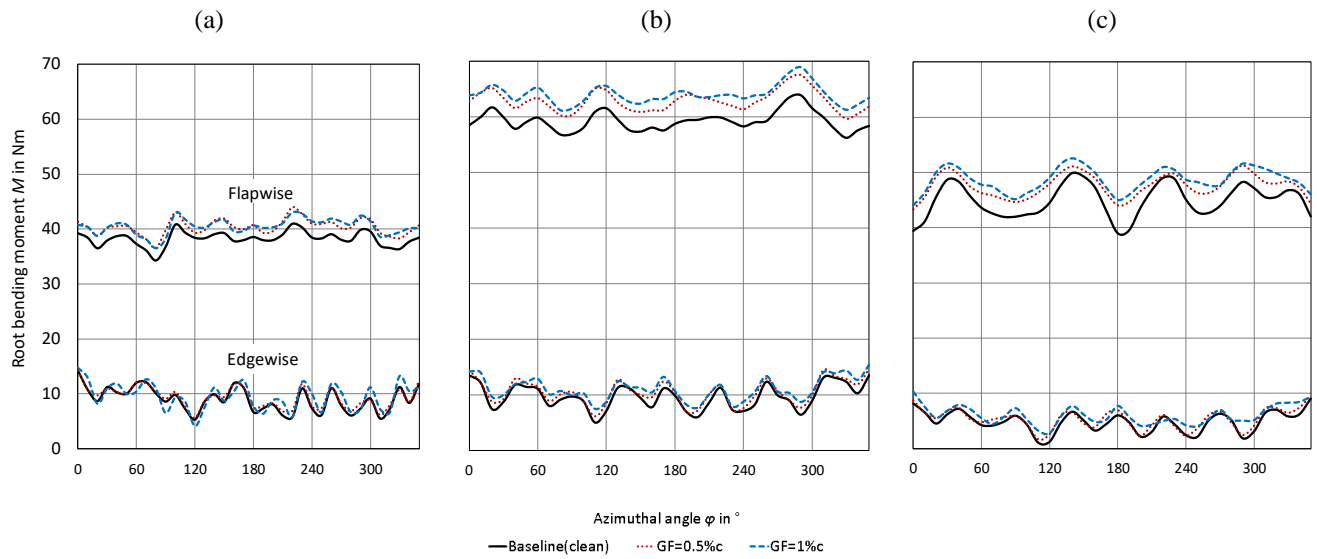 (a) (b) (c)
Root bending moment M in Nm
70
60
50
40
30
20
10
0
Flapwise
Edgewise
0 60 120 180 240 300
0 60 120 180 240 300
0 60 120 180 240 300
Azimuthal angle φ in °
Baseline(clean) GF=0.5%c GF=1%c